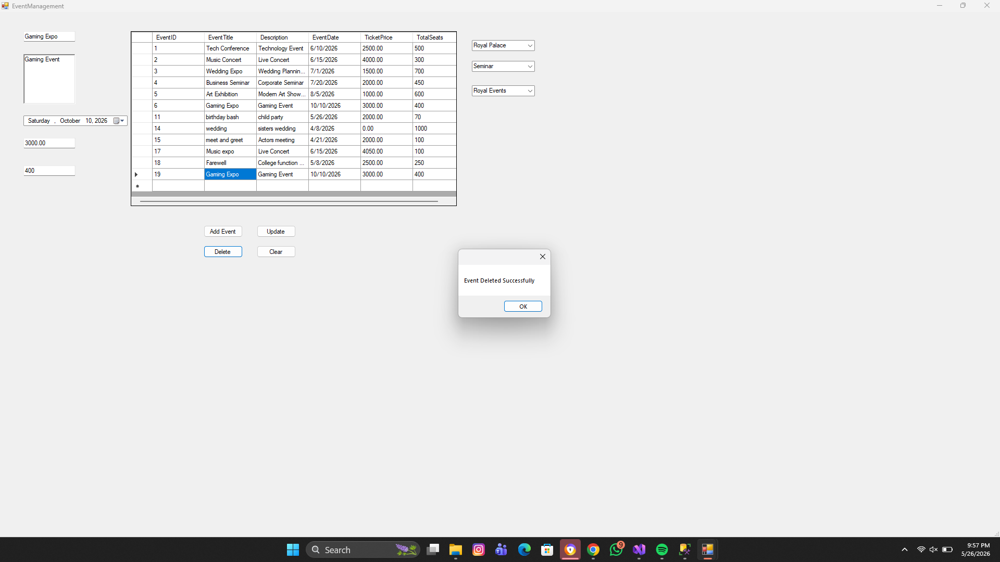 EventManagement
Gaming Expo
Gaming Event
Saturday , October 10, 2026
3000.00
400
EventID EventTitle Description EventDate TicketPrice TotalSeats
1 Tech Conference Technology Event 6/10/2026 2500.00 500
2 Music Concert Live Concert 6/15/2026 4000.00 300
3 Wedding Expo Wedding Plannin... 7/1/2026 1500.00 700
4 Business Seminar Corporate Seminar 7/20/2026 2000.00 450
5 Art Exhibition Modern Art Show... 8/5/2026 1000.00 600
6 Gaming Expo Gaming Event 10/10/2026 3000.00 400
11 birthday bash child party 5/26/2026 2000.00 70
14 wedding sisters wedding 4/8/2026 0.00 1000
15 meet and greet Actors meeting 4/21/2026 2000.00 100
17 Music expo Live Concert 6/15/2026 4050.00 100
18 Farewell College function ... 5/8/2026 2500.00 250
19 Gaming Expo Gaming Event 10/10/2026 3000.00 400
Royal Palace
Seminar
Royal Events
Add Event Update
Delete Clear
Event Deleted Successfully
OK
Search
9
9:57 PM
5/26/2026